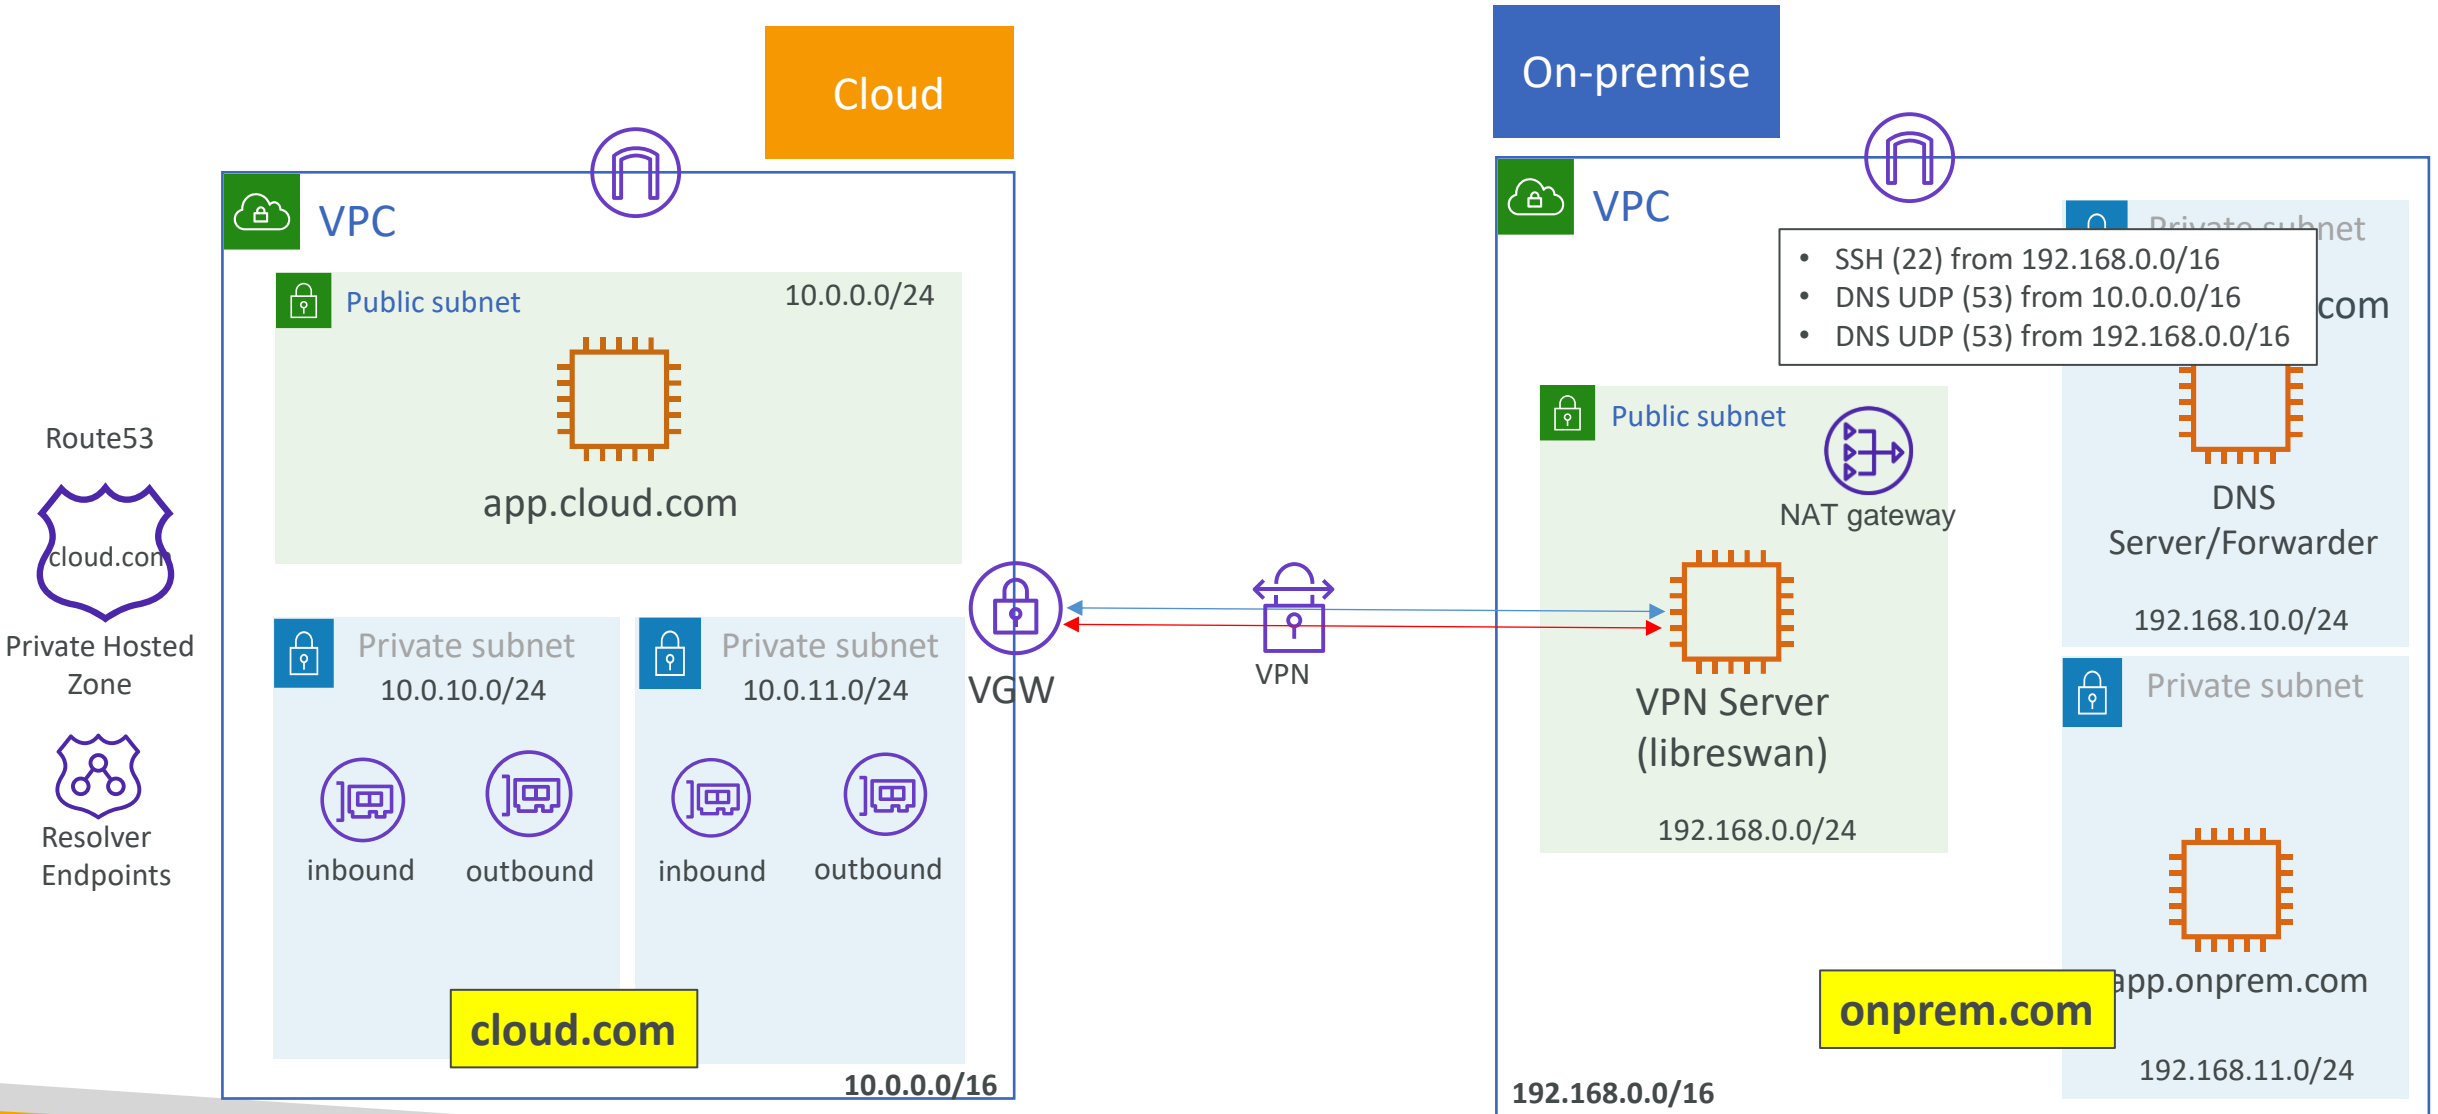 Cloud
On-premise
VPC
Public subnet
10.0.0.0/24
app.cloud.com
Route53
cloud.com
Private Hosted
Zone
Resolver
Endpoints
Private subnet
10.0.10.0/24
inbound
outbound
Private subnet
10.0.11.0/24
inbound
outbound
cloud.com
10.0.0.0/16
VGW
VPN
VPC
Private subnet
• SSH (22) from 192.168.0.0/16
• DNS UDP (53) from 10.0.0.0/16
• DNS UDP (53) from 192.168.0.0/16
com
Public subnet
NAT gateway
VPN Server
(libreswan)
192.168.0.0/24
DNS
Server/Forwarder
192.168.10.0/24
Private subnet
app.onprem.com
onprem.com
192.168.11.0/24
192.168.0.0/16